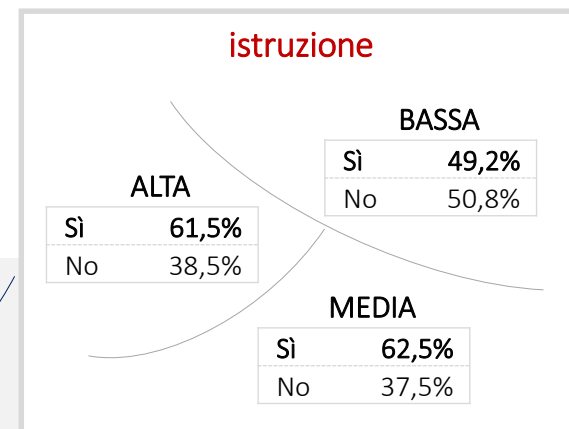 istruzione
BASSA
Sì 49,2%
No 50,8%
ALTA
Sì 61,5%
No 38,5%
MEDIA
Sì 62,5%
No 37,5%